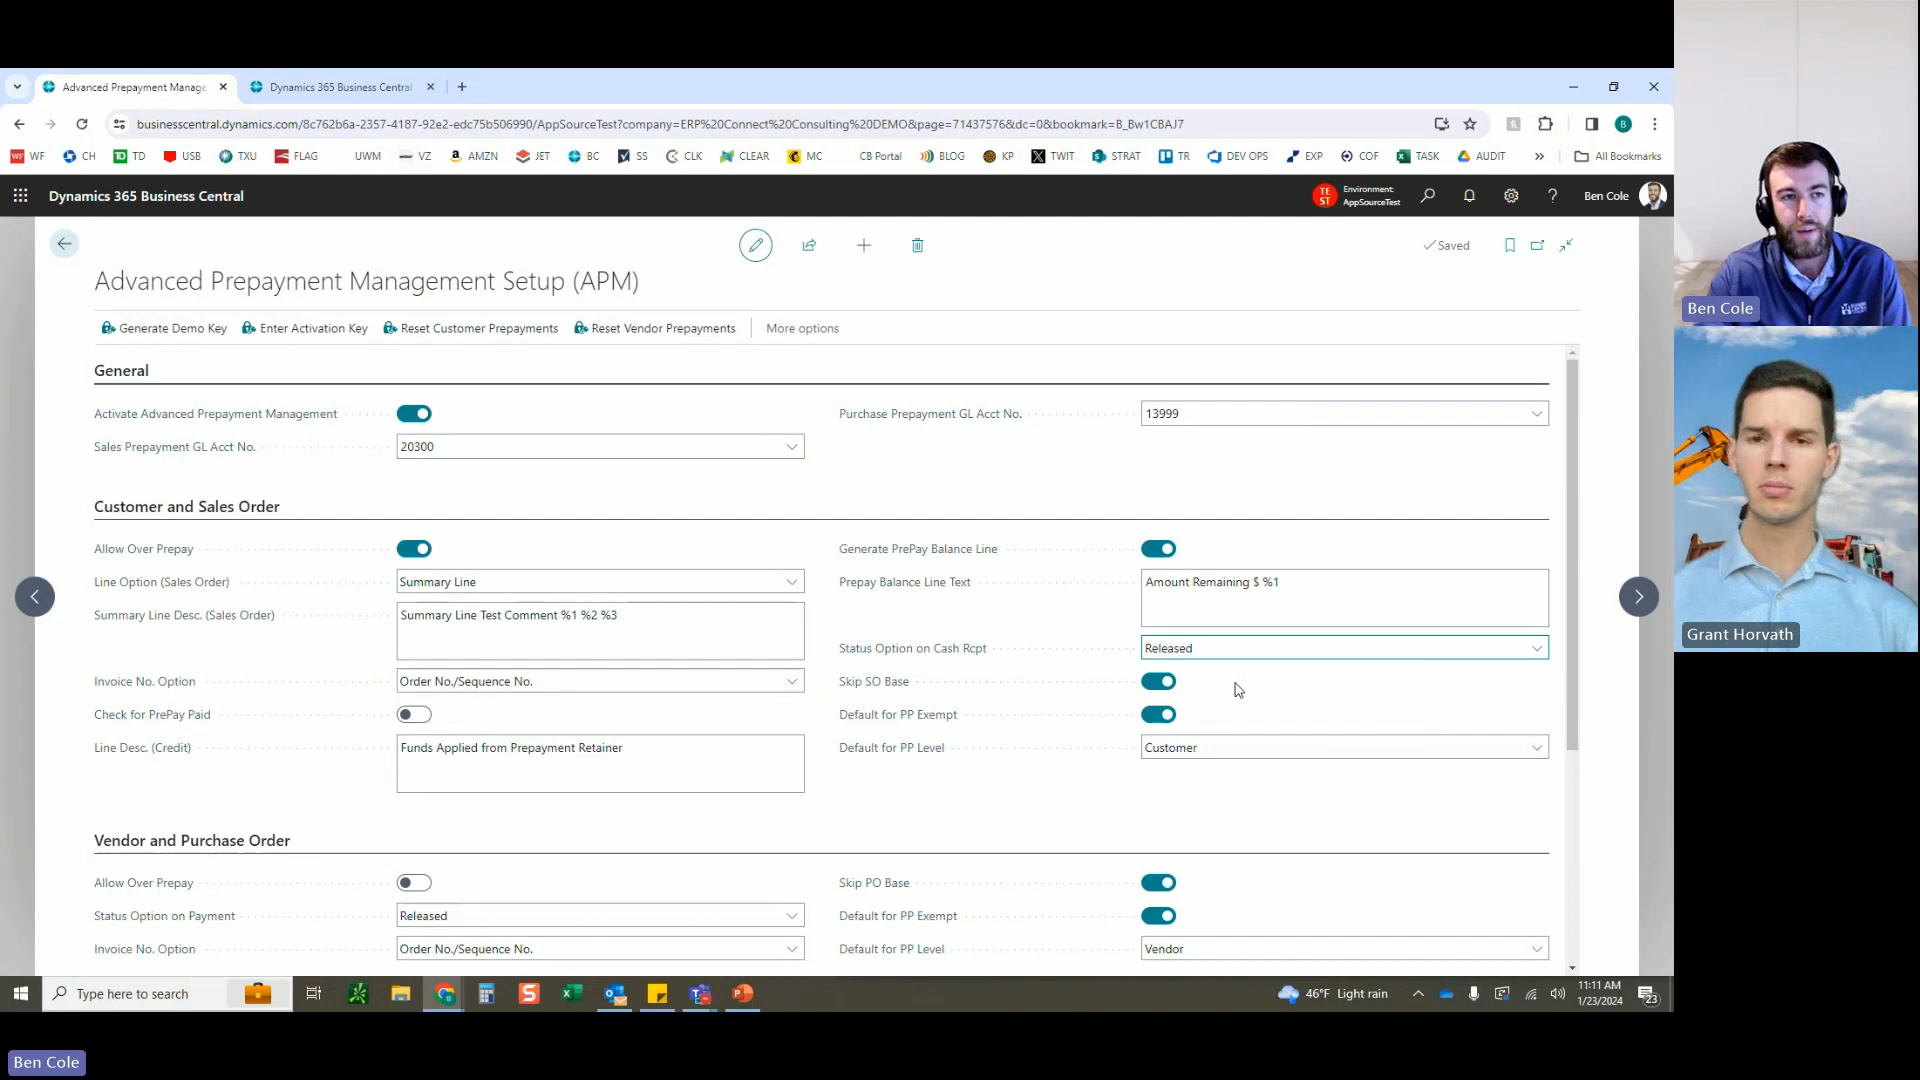 Advanced Prepayment Manage
Dynamics 365 Business Central
businesscentral.dynamics.com/8c762b6a-2357-4187-92e2-edc75b506990/AppSourceTest?company=ERP%20Connect%20Consulting%20DEMO&page=71437576&dc=0&bookmark=B_Bw1CBAJ7
B
WF
CH
TD
USB
TXU
FLAG
UWM
VZ
AMZN
JET
BC
SS
CLK
CLEAR
MC
CB Portal
BLOG
KP
TWIT
STRAT
TR
DEV OPS
EXP
COF
TASK
AUDIT
All Bookmarks
Dynamics 365 Business Central
TE
ST
Environment:
AppSourceTest
Ben Cole
Saved
Advanced Prepayment Management Setup (APM)
Generate Demo Key
Enter Activation Key
Reset Customer Prepayments
Reset Vendor Prepayments
More options
General
Activate Advanced Prepayment Management
Purchase Prepayment GL Acct No.
13999
Sales Prepayment GL Acct No.
20300
Customer and Sales Order
Allow Over Prepay
Generate PrePay Balance Line
Line Option (Sales Order)
Summary Line
Prepay Balance Line Text
Amount Remaining $ %1
Summary Line Desc. (Sales Order)
Summary Line Test Comment %1 %2 %3
Status Option on Cash Rcpt
Released
Invoice No. Option
Order No./Sequence No.
Skip SO Base
Check for PrePay Paid
Default for PP Exempt
Line Desc. (Credit)
Funds Applied from Prepayment Retainer
Default for PP Level
Customer
Vendor and Purchase Order
Allow Over Prepay
Skip PO Base
Status Option on Payment
Released
Default for PP Exempt
Invoice No. Option
Order No./Sequence No.
Default for PP Level
Vendor
Type here to search
46°F Light rain
11:11 AM
1/23/2024
23
Ben Cole
Grant Horvath
Ben Cole